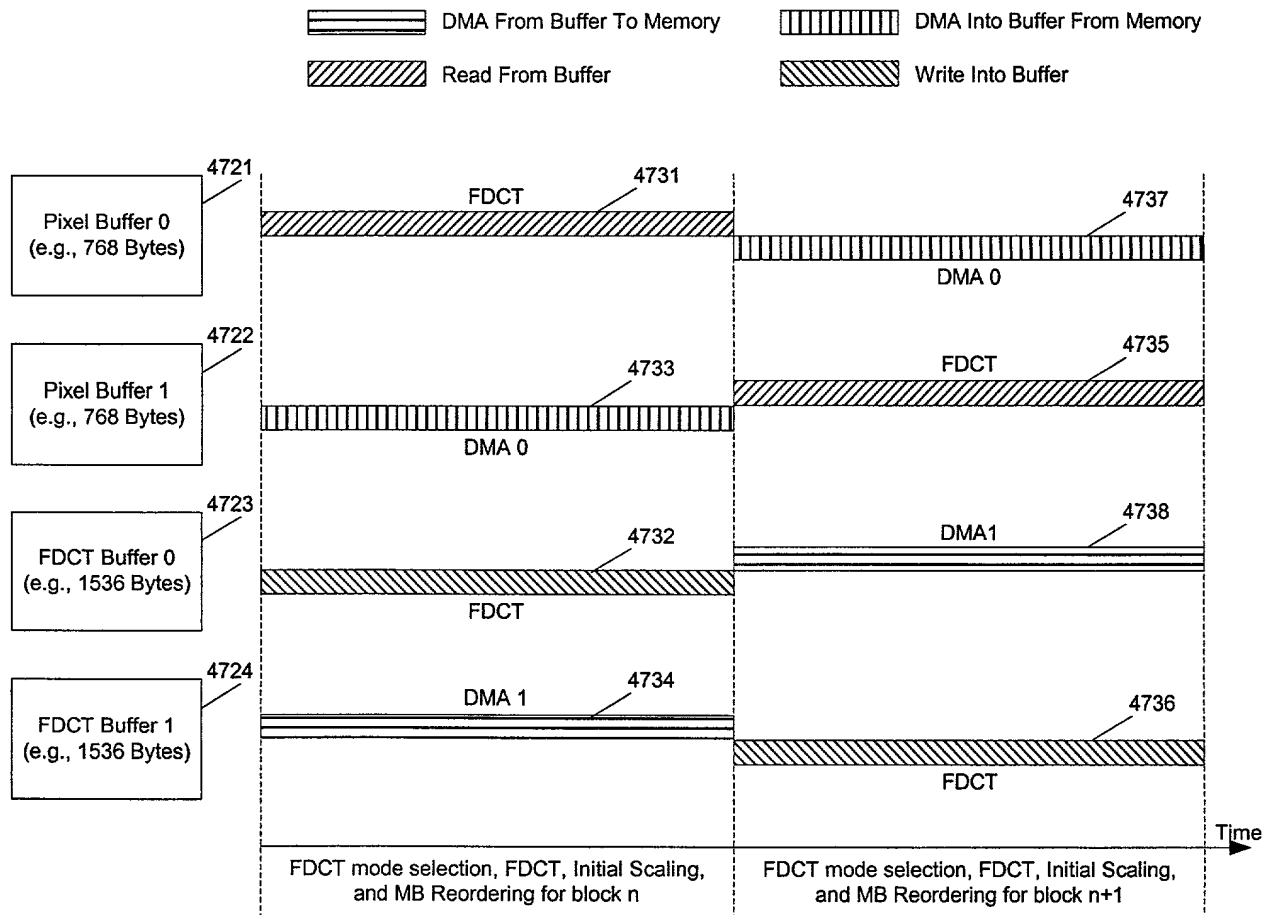 DMA From Buffer To Memory
DMA Into Buffer From Memory
Read From Buffer
Write Into Buffer
4721
Pixel Buffer 0
(e.g., 768 Bytes)
FDCT
4731
4737
DMA 0
4722
Pixel Buffer 1
(e.g., 768 Bytes)
4733
DMA 0
FDCT
4735
4723
FDCT Buffer 0
(e.g., 1536 Bytes)
4732
FDCT
DMA1
4738
4724
FDCT Buffer 1
(e.g., 1536 Bytes)
DMA 1
4734
4736
FDCT
Time
FDCT mode selection, FDCT, Initial Scaling,
and MB Reordering for block n
FDCT mode selection, FDCT, Initial Scaling,
and MB Reordering for block n+1